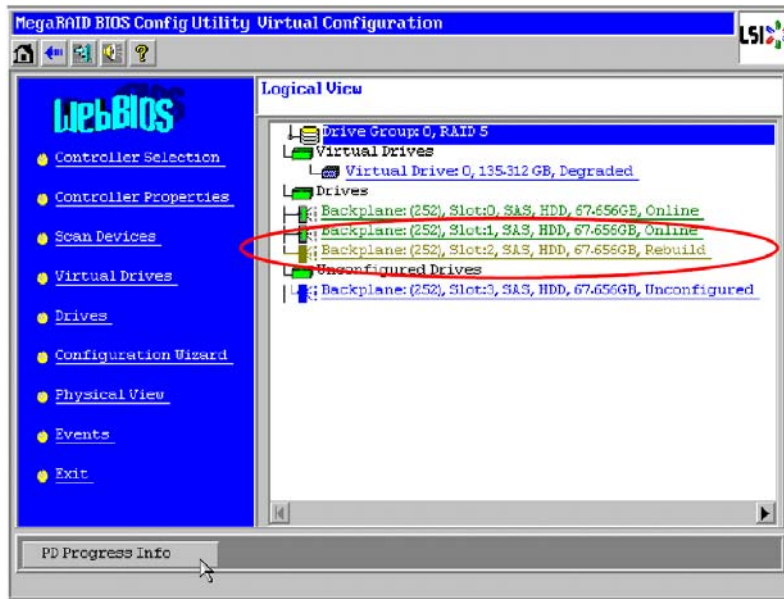 MegaRAID BIOS Config Utility Virtual Configuration
LSI
WebBIOS
Controller Selection
Controller Properties
Scan Devices
Virtual Drives
Drives
Configuration Wizard
Physical View
Events
Exit
Logical View
Drive Group: 0, RAID 5
Virtual Drives
Virtual Drive: 0, 135.312 GB, Degraded
Drives
Backplane: (252), Slot:0, SAS, HDD, 67.656GB, Online
Backplane: (252), Slot:1, SAS, HDD, 67.656GB, Online
Backplane: (252), Slot:2, SAS, HDD, 67.656GB, Rebuild
Unconfigured Drives
Backplane: (252), Slot:3, SAS, HDD, 67.656GB, Unconfigured
PD Progress Info